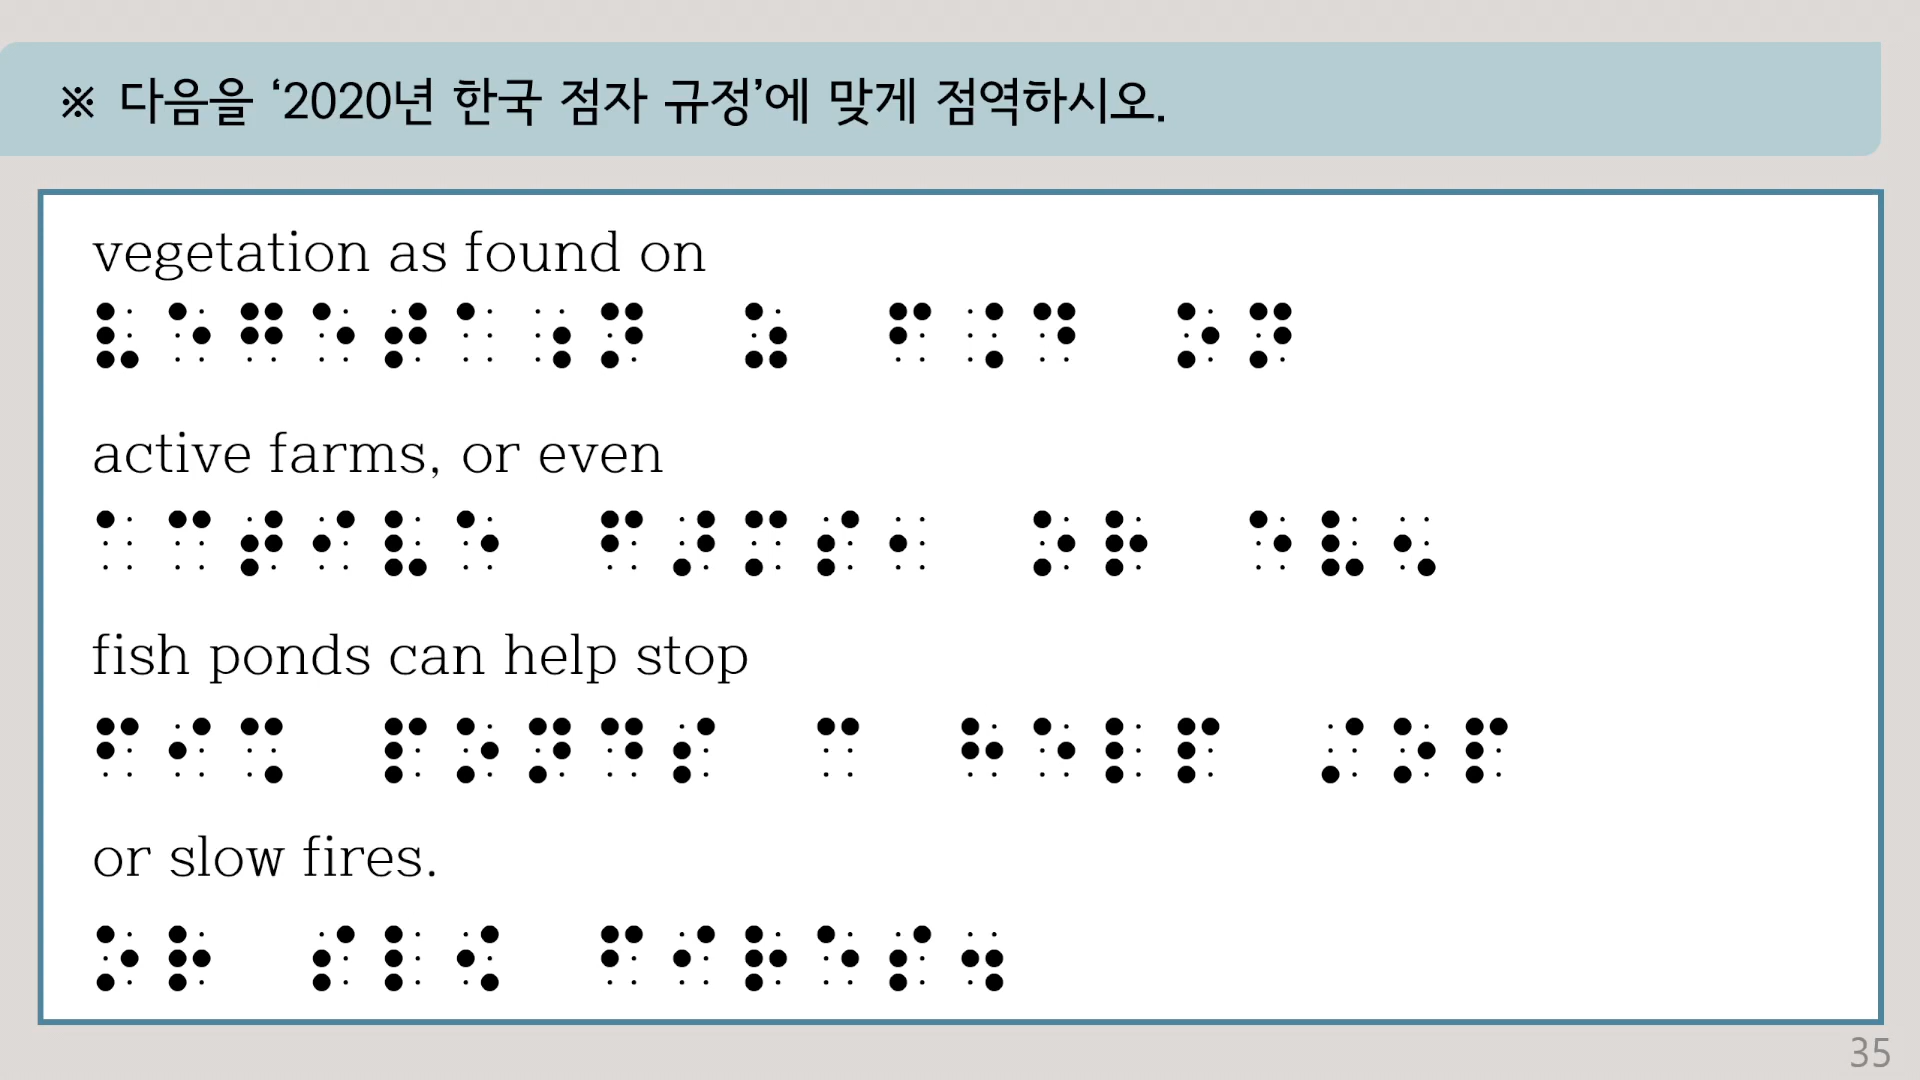 ※ 다음을 ‘2020년 한국 점자 규정’에 맞게 점역하시오.
vegetation as found on
⠧⠑⠛⠑⠞⠁⠰⠝ ⠵ ⠋⠨⠙ ⠕⠝
active farms, or even
⠁⠉⠞⠊⠧⠑ ⠋⠜⠍⠎⠂ ⠕⠗ ⠑⠧⠢
fish ponds can help stop
⠋⠊⠩ ⠏⠕⠝⠙⠎ ⠉ ⠓⠑⠇⠏ ⠌⠕⠏
or slow fires.
⠕⠗ ⠎⠇⠪ ⠋⠊⠗⠑⠎⠲
35